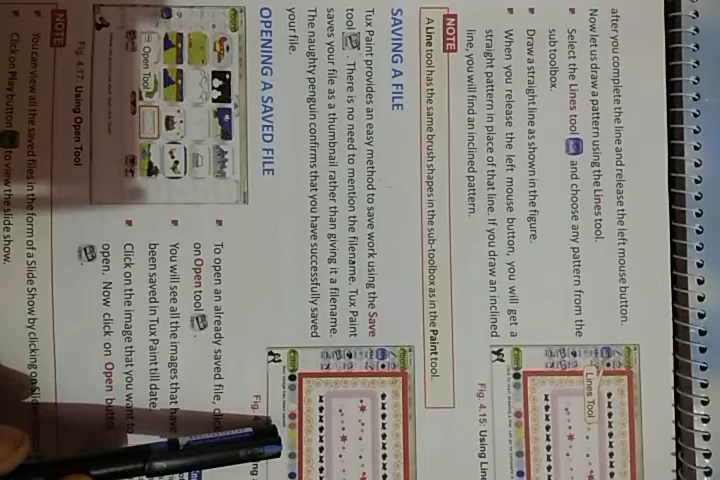 after you complete the line and release the left mouse button.
Now let us draw a pattern using the Lines tool.
Select the Lines tool and choose any pattern from the
subtoolbox.
Draw a straight line as shown in the figure.
When you release the left mouse button, you will get a
straight pattern in place of that line. If you draw an inclined
line, you will find an inclined pattern.
Lines Tool
Fig. 4.15: Using Line
NOTE
A Line tool has the same brush shapes in the sub-toolbox as in the Paint tool.
SAVING A FILE
Tux Paint provides an easy method to save work using the Save
tool . There is no need to mention the filename. Tux Paint
saves your file as a thumbnail rather than giving it a filename.
The naughty penguin confirms that you have successfully saved
your file.
OPENING A SAVED FILE
Open Tool
Fig. 4.17: Using Open Tool
To open an already saved file, click
on Open tool .
You will see all the images that have
been saved in Tux Paint till date.
Click on the image that you want to
open. Now click on Open
NOTE
You can view all the saved files in the form of a Slide Show by clicking on
Click on Play button to view the slide show.